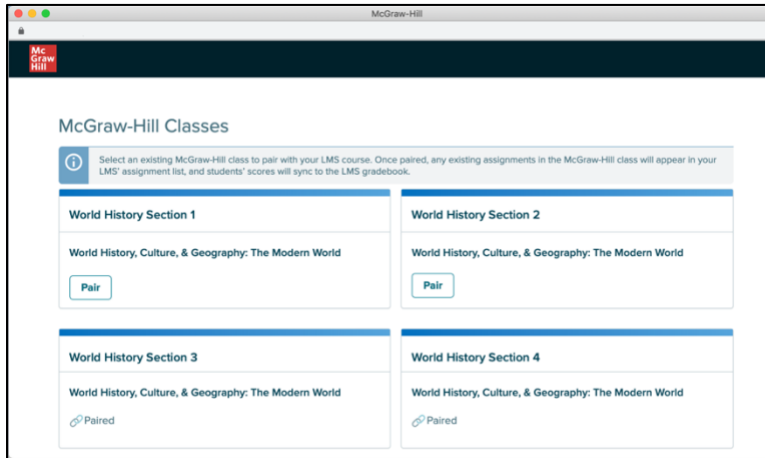 McGraw-Hill
Mc
Graw
Hill
McGraw-Hill Classes
Select an existing McGraw-Hill class to pair with your LMS course. Once paired, any existing assignments in the McGraw-Hill class will appear in your
LMS' assignment list, and students' scores will sync to the LMS gradebook.
World History Section 1
World History, Culture, & Geography: The Modern World
Pair
World History Section 2
World History, Culture, & Geography: The Modern World
Pair
World History Section 3
World History, Culture, & Geography: The Modern World
Paired
World History Section 4
World History, Culture, & Geography: The Modern World
Paired